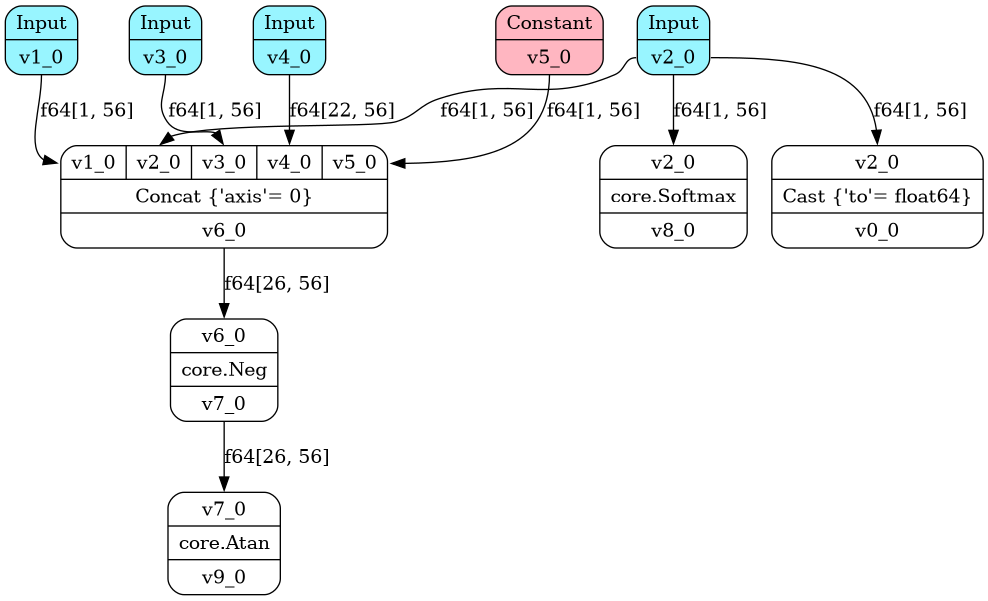 Input
v1_0
Input
v3_0
Input
v4_0
Constant
v5_0
Input
v2_0
f64[1, 56]
f64[1, 56]
f64[22, 56]
f64[1, 56]
f64[1, 56]
f64[1, 56]
f64[1, 56]
v1_0
v2_0
v3_0
v4_0
v5_0
Concat {'axis'= 0}
v6_0
v2_0
core.Softmax
v8_0
v2_0
Cast {'to'= float64}
v0_0
f64[26, 56]
v6_0
core.Neg
v7_0
f64[26, 56]
v7_0
core.Atan
v9_0